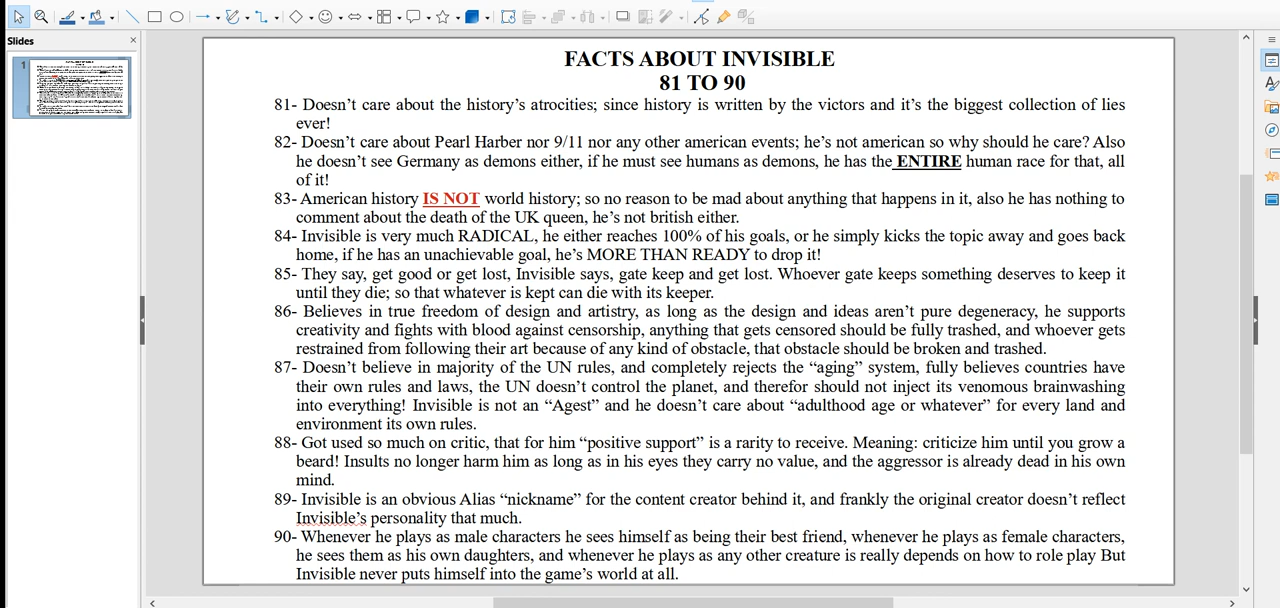 Slides
1
FACTS ABOUT INVISIBLE
81 TO 90
81- Doesn't care about the history's atrocities; since history is written by the victors and it's the biggest collection of lies
ever!
82- Doesn't care about Pearl Harber nor 9/11 nor any other american events; he's not american so why should he care? Also
he doesn't see Germany as demons either, if he must see humans as demons, he has the ENTIRE human race for that, all
of it!
83- American history IS NOT world history; so no reason to be mad about anything that happens in it, also he has nothing to
comment about the death of the UK queen, he's not british either.
84- Invisible is very much RADICAL, he either reaches 100% of his goals, or he simply kicks the topic away and goes back
home, if he has an unachievable goal, he's MORE THAN READY to drop it!
85- They say, get good or get lost, Invisible says, gate keep and get lost. Whoever gate keeps something deserves to keep it
until they die; so that whatever is kept can die with its keeper.
86- Believes in true freedom of design and artistry, as long as the design and ideas aren't pure degeneracy, he supports
creativity and fights with blood against censorship, anything that gets censored should be fully trashed, and whoever gets
restrained from following their art because of any kind of obstacle, that obstacle should be broken and trashed.
87- Doesn't believe in majority of the UN rules, and completely rejects the “aging” system, fully believes countries have
their own rules and laws, the UN doesn't control the planet, and therefor should not inject its venomous brainwashing
into everything! Invisible is not an “Agest” and he doesn't care about “adulthood age or whatever” for every land and
environment its own rules.
88- Got used so much on critic, that for him “positive support” is a rarity to receive. Meaning: criticize him until you grow a
beard! Insults no longer harm him as long as in his eyes they carry no value, and the aggressor is already dead in his own
mind.
89- Invisible is an obvious Alias “nickname” for the content creator behind it, and frankly the original creator doesn't reflect
Invisible's personality that much.
90- Whenever he plays as male characters he sees himself as being their best friend, whenever he plays as female characters,
he sees them as his own daughters, and whenever he plays as any other creature is really depends on how to role play But
Invisible never puts himself into the game's world at all.